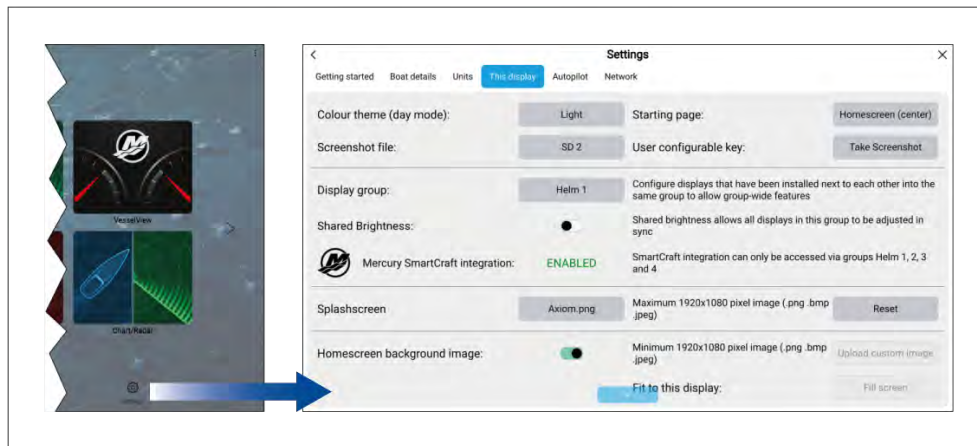 VesselView
Chart/Radar
Settings
Getting started Boat details Units This display Autopilot Network
Colour theme (day mode): Light Starting page: Homescreen (center)
Screenshot file: SD 2 User configurable key: Take Screenshot
Display group: Helm 1 Configure displays that have been installed next to each other into the
same group to allow group-wide features
Shared Brightness: Shared brightness allows all displays in this group to be adjusted in
sync
Mercury SmartCraft integration: ENABLED SmartCraft integration can only be accessed via groups Helm 1, 2, 3
and 4
Splashscreen Axiom.png Maximum 1920x1080 pixel image (.png .bmp
.jpeg) Reset
Homescreen background image: Minimum 1920x1080 pixel image (.png .bmp
.jpeg) Upload custom image
Fit to this display: Fill screen